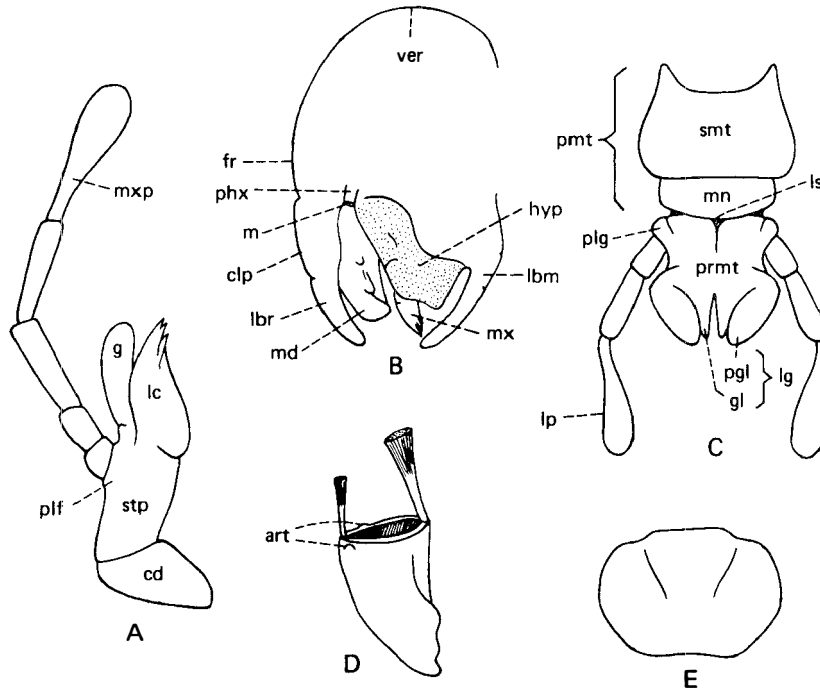 mxp
g
lc
plf
stp
cd
A
ver
fr
phx
m
clp
lbr
md
hyp
lbm
mx
B
pmt
smt
mn
ls
plg
prmt
pgl
gl
lg
lp
C
art
D
E